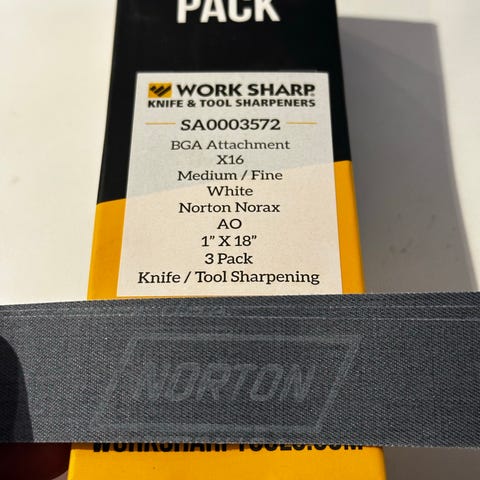 PACK
WORK SHARP
KNIFE & TOOL SHARPENERS
SA0003572
BGA Attachment
X16
Medium / Fine
White
Norton Norax
AO
1” X 18”
3 Pack
Knife / Tool Sharpening
NORTON
WORKSHARPTOOLS.COM